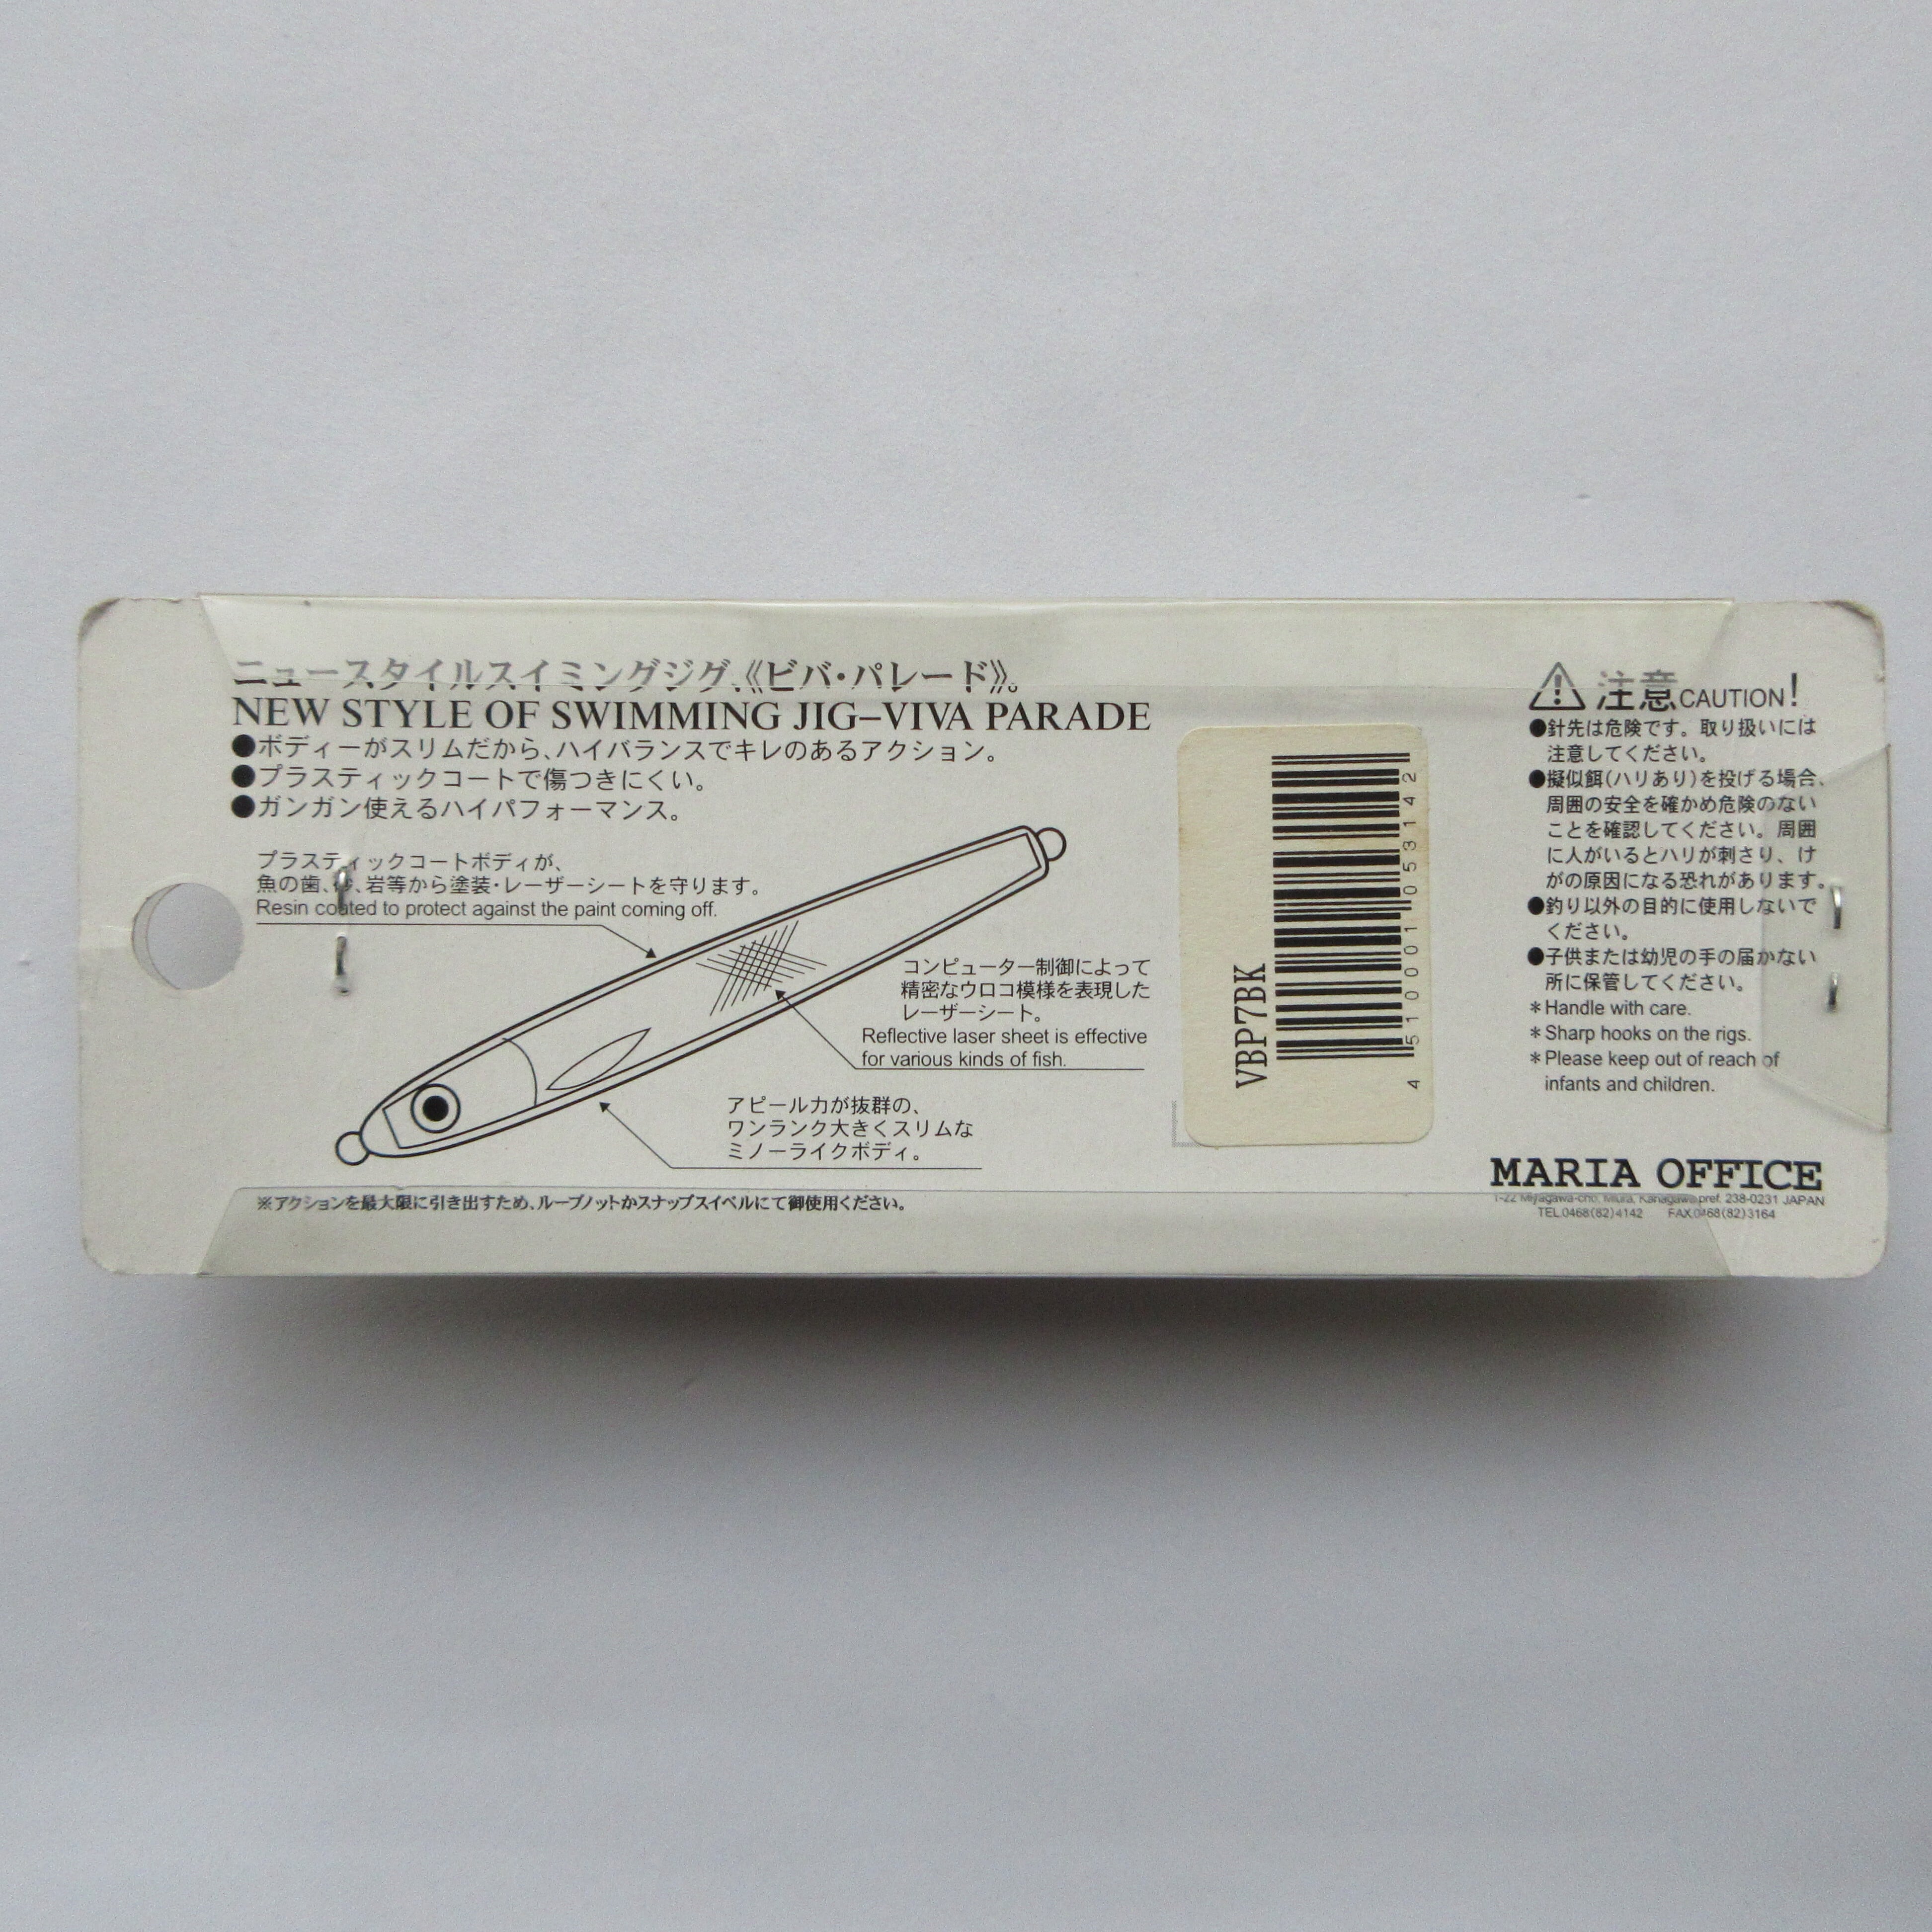 ニュースタイルスイミングジグ、《ビバ・パレード》。
NEW STYLE OF SWIMMING JIG–VIVA PARADE
●ボディーがスリムだから、ハイバランスでキレのあるアクション。
●プラスティックコートで傷つきにくい。
●ガンガン使えるハイパフォーマンス。
プラスティックコートボディが、
魚の歯、砂、岩等から塗装・レーザーシートを守ります。
Resin coated to protect against the paint coming off.
コンピューター制御によって
精密なウロコ模様を表現した
レーザーシート。
Reflective laser sheet is effective
for various kinds of fish.
アピール力が抜群の、
ワンランク大きくスリムな
ミノーライクボディ。
※アクションを最大限に引き出すため、ループノットかスナップスイベルにて御使用ください。
VBP7BK
4 510001 053142
注意CAUTION!
●針先は危険です。取り扱いには
注意してください。
●擬似餌(ハリあり)を投げる場合、
周囲の安全を確かめ危険のない
ことを確認してください。周囲
に人がいるとハリが刺さり、け
がの原因になる恐れがあります。
●釣り以外の目的に使用しないで
ください。
●子供または幼児の手の届かない
所に保管してください。
＊Handle with care.
＊Sharp hooks on the rigs.
＊Please keep out of reach of
infants and children.
MARIA OFFICE
1-22 Miyagawa-cho, Miura, Kanagawa pref. 238-0231 JAPAN
TEL.0468(82)4142 FAX.0468(82)3164